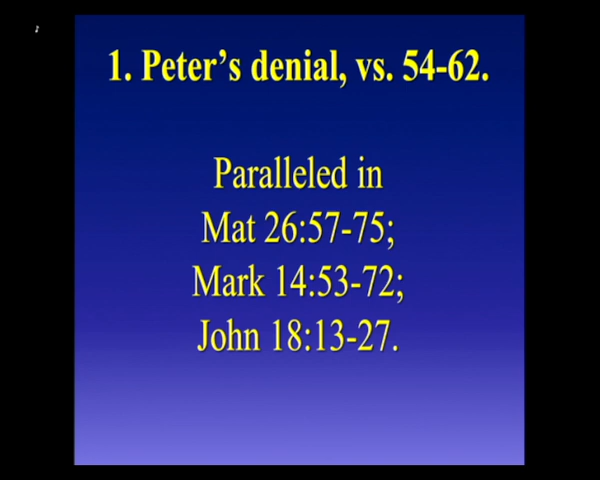 1. Peter's denial, vs. 54-62.
Paralleled in
Mat 26:57-75;
Mark 14:53-72;
John 18:13-27.